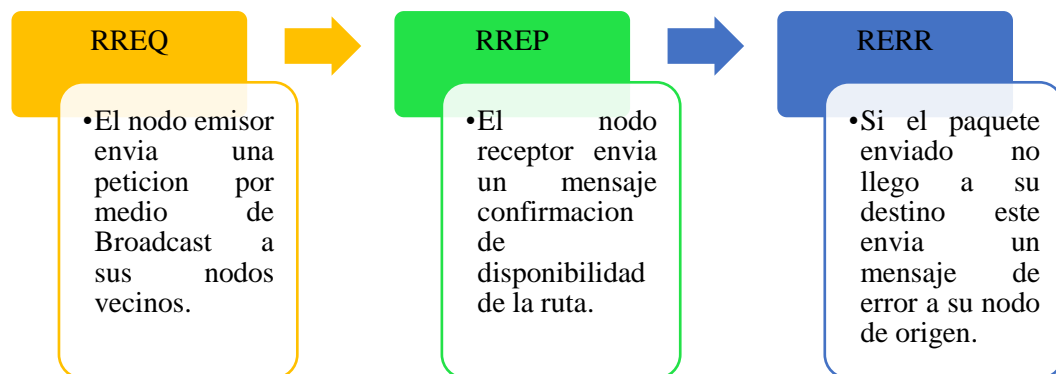 RREQ
•El nodo emisor
envia una
peticion por
medio de
Broadcast a
sus nodos
vecinos.
RREP
•El nodo
receptor envia
un mensaje
confirmacion
de
disponibilidad
de la ruta.
RERR
•Si el paquete
enviado no
llego a su
destino este
envia un
mensaje de
error a su nodo
de origen.